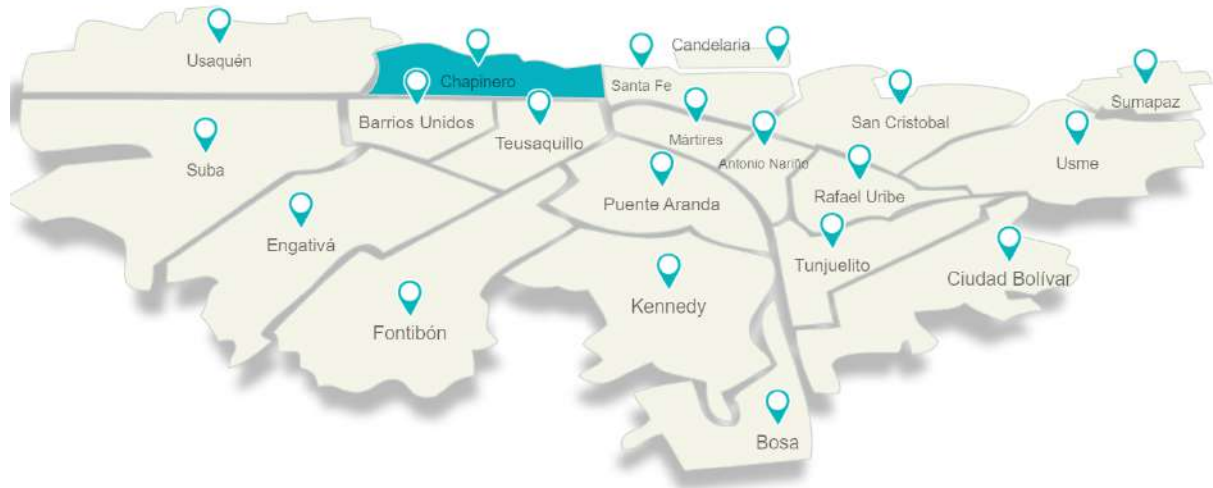 Candelaria
Usaquén
Chapinero
Santa Fe
Sumapaz
Barrios Unidos
San Cristobal
Teusaquillo
Mártires
Suba
Antonio Nariño
Usme
Puente Aranda
Rafael Uribe
Engativá
Tunjuelito
Ciudad Bolívar
Kennedy
Fontibón
Bosa